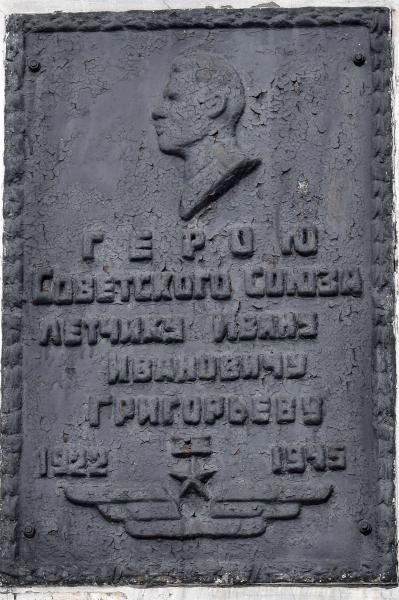 ГЕРОЮ
СОВЕТСКОГО СОЮЗА
ЛЕТЧИКУ ИВАНУ
ИВАНОВИЧУ
ГРИГОРЬЕВУ
1922 1945